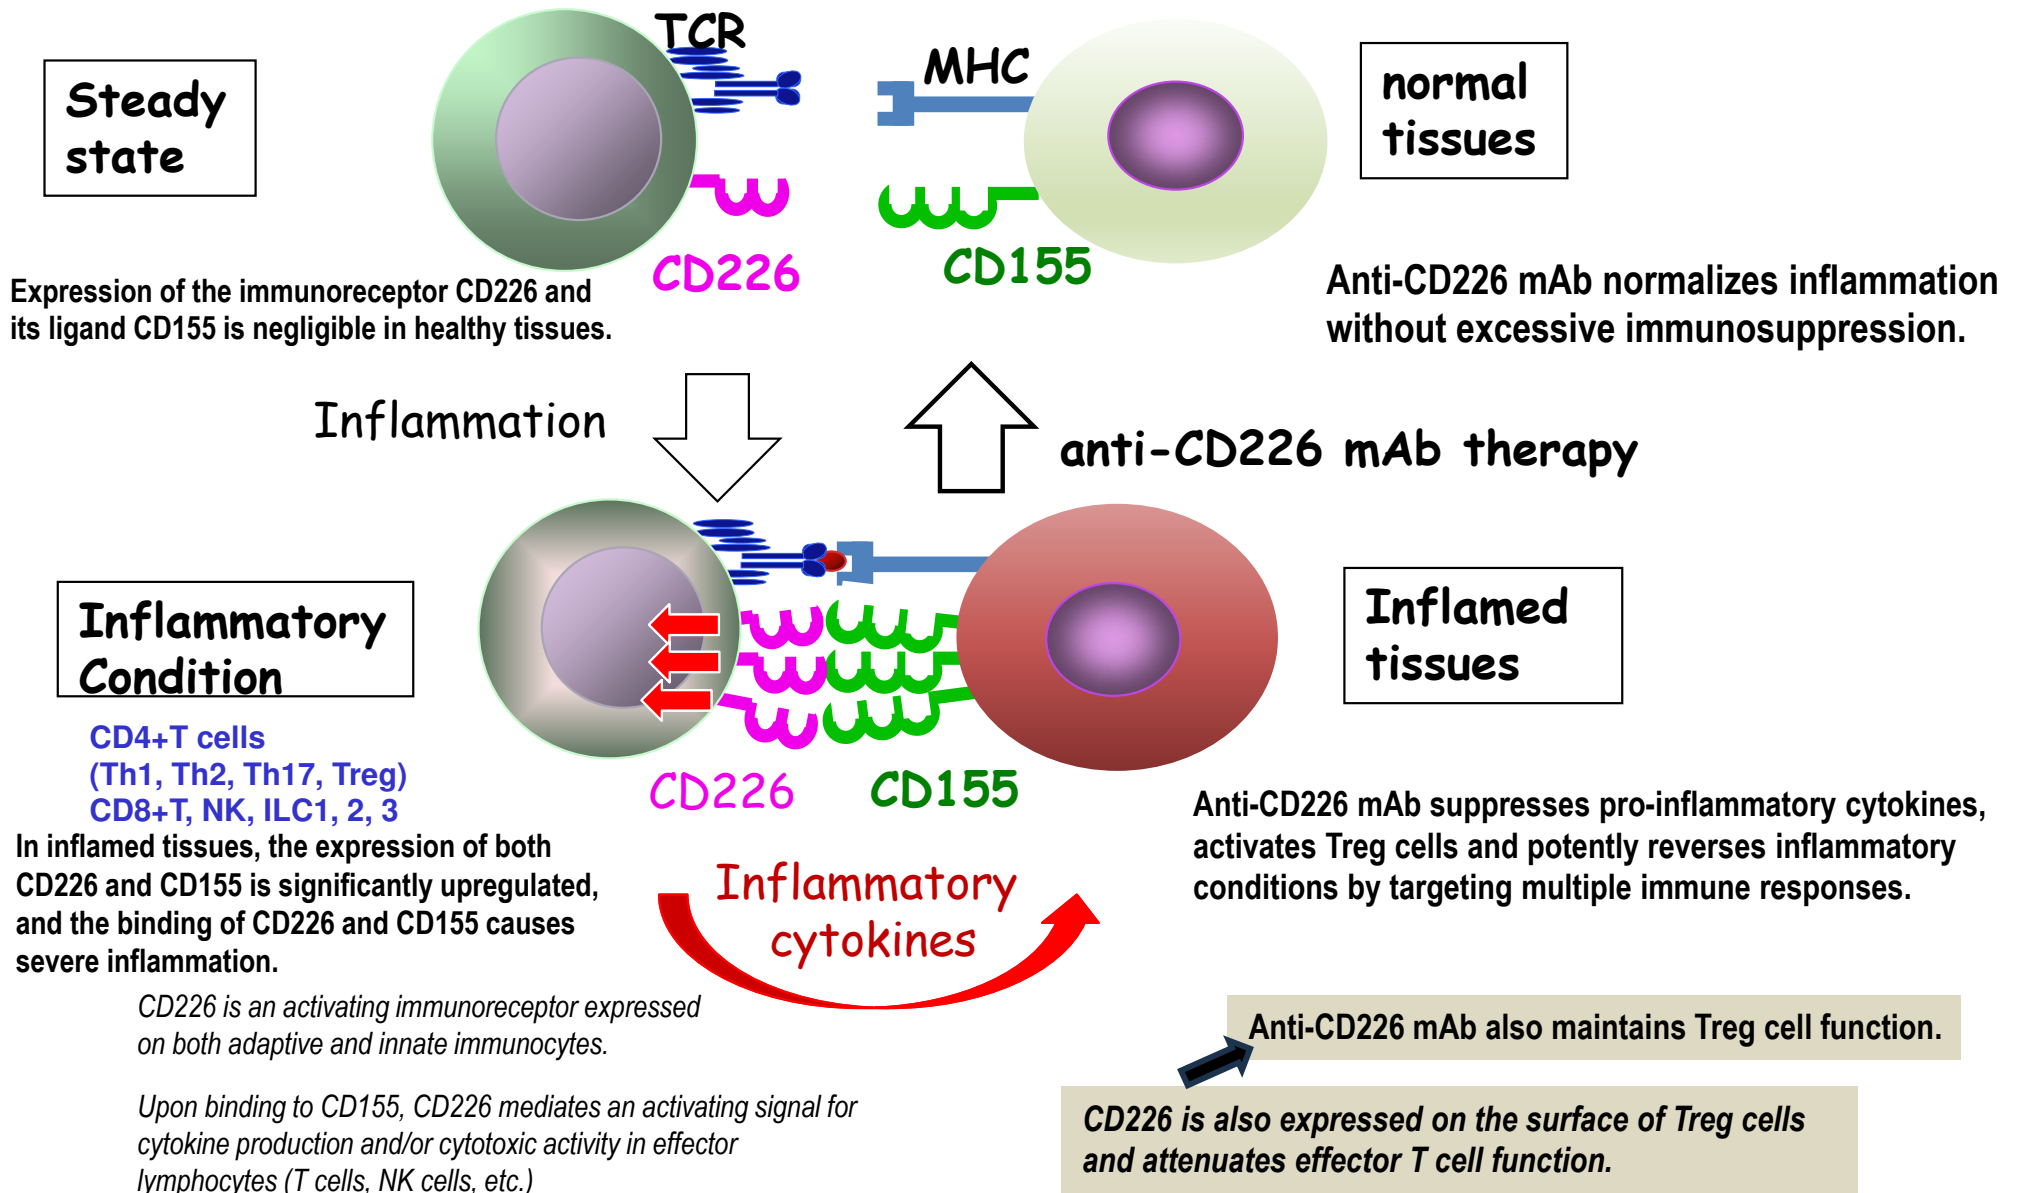 TCR
MHC
Steady
state
normal
tissues
CD226
CD155
Expression of the immunoreceptor CD226 and
its ligand CD155 is negligible in healthy tissues.
Anti-CD226 mAb normalizes inflammation
without excessive immunosuppression.
Inflammation
anti-CD226 mAb therapy
Inflammatory
Condition
Inflamed
tissues
CD4+T cells
(Th1, Th2, Th17, Treg)
CD8+T, NK, ILC1, 2, 3
CD226
CD155
In inflamed tissues, the expression of both
CD226 and CD155 is significantly upregulated,
and the binding of CD226 and CD155 causes
severe inflammation.
Inflammatory
cytokines
Anti-CD226 mAb suppresses pro-inflammatory cytokines,
activates Treg cells and potently reverses inflammatory
conditions by targeting multiple immune responses.
CD226 is an activating immunoreceptor expressed
on both adaptive and innate immunocytes.
Upon binding to CD155, CD226 mediates an activating signal for
cytokine production and/or cytotoxic activity in effector
lymphocytes (T cells, NK cells, etc.)
Anti-CD226 mAb also maintains Treg cell function.
CD226 is also expressed on the surface of Treg cells
and attenuates effector T cell function.